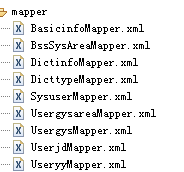 mapper
BasicinfoMapper.xml
BssSysAreaMapper.xml
DictinfoMapper.xml
DicttypeMapper.xml
SysuserMapper.xml
UsergysareaMapper.xml
UsergysMapper.xml
UserjdMapper.xml
UseryyMapper.xml